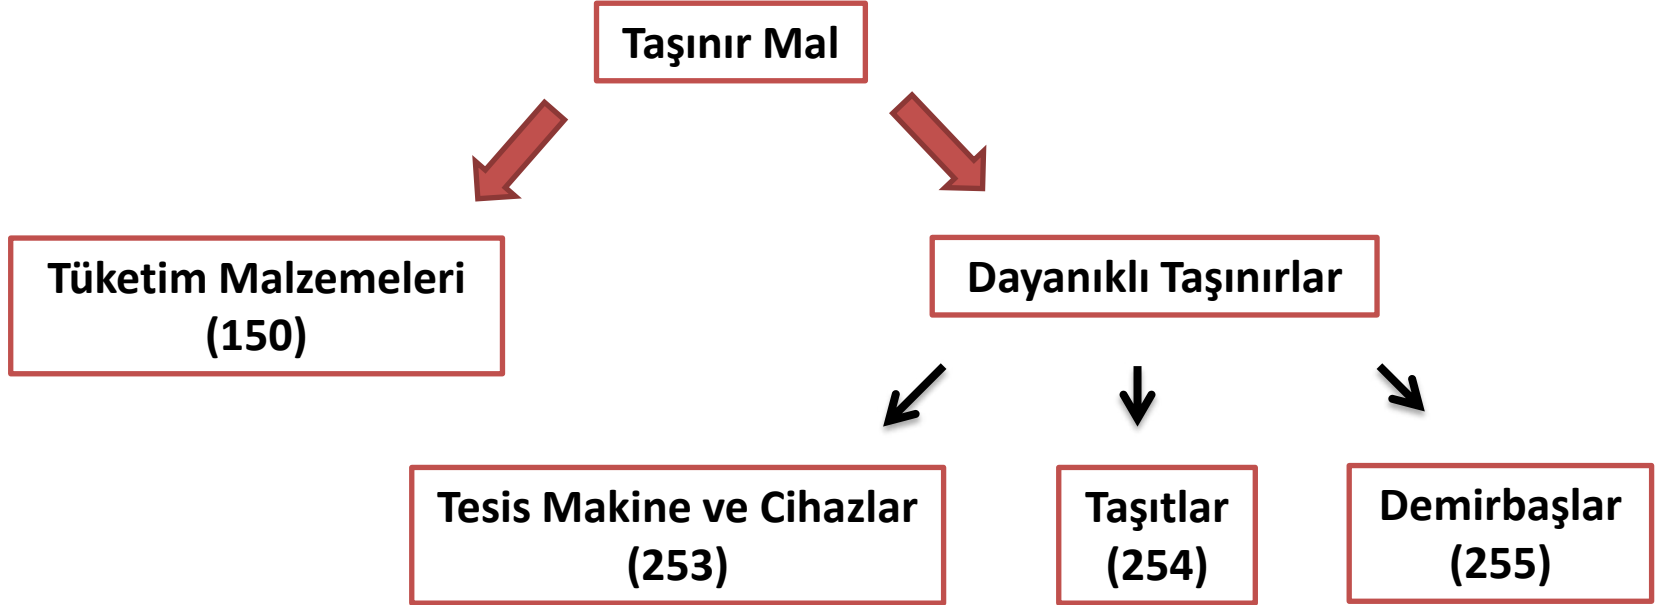 Taşınır Mal
Tüketim Malzemeleri
(150)
Dayanıklı Taşınırlar
Tesis Makine ve Cihazlar
(253)
Taşıtlar
(254)
Demirbaşlar
(255)